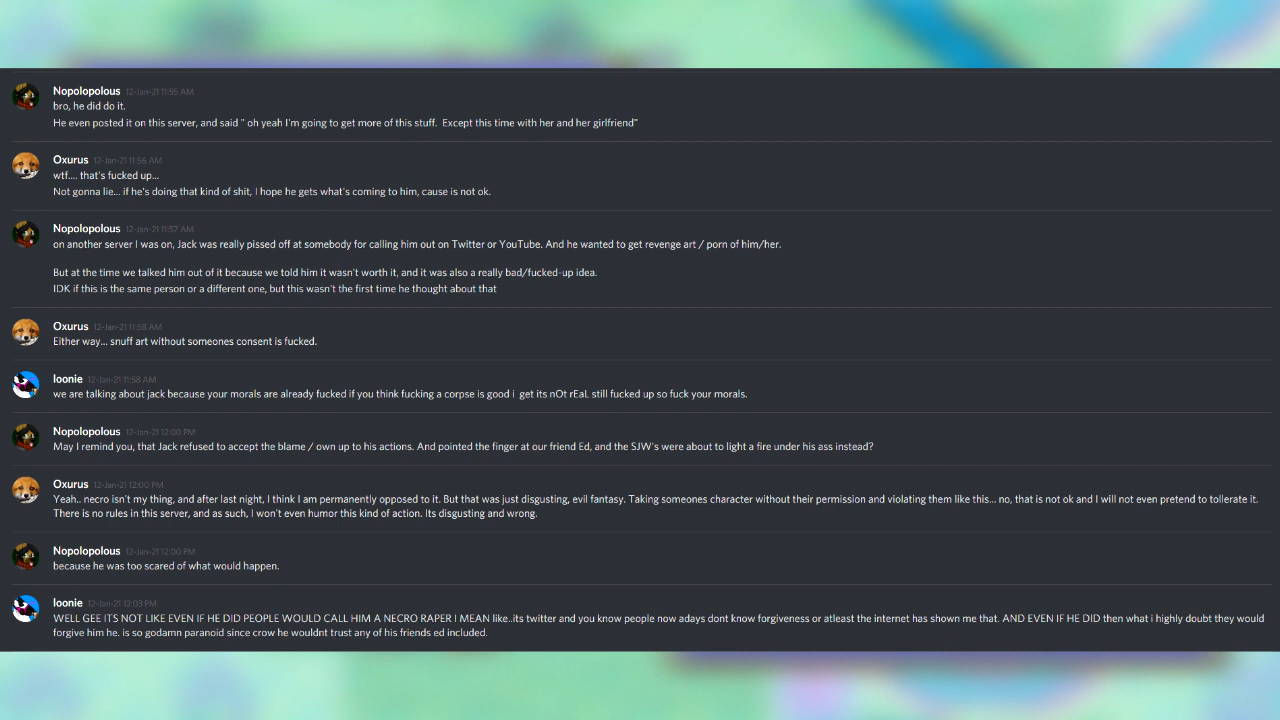 Nopolopolous 12-Jan-21 11:55 AM
bro, he did do it.
He even posted it on this server, and said " oh yeah I'm going to get more of this stuff. Except this time with her and her girlfriend"
Oxurus 12-Jan-21 11:56 AM
wtf.... that's fucked up...
Not gonna lie... if he's doing that kind of shit, I hope he gets what's coming to him, cause is not ok.
Nopolopolous 12-Jan-21 11:57 AM
on another server I was on, Jack was really pissed off at somebody for calling him out on Twitter or YouTube. And he wanted to get revenge art / porn of him/her.
But at the time we talked him out of it because we told him it wasn't worth it, and it was also a really bad/fucked-up idea.
IDK if this is the same person or a different one, but this wasn't the first time he thought about that
Oxurus 12-Jan-21 11:58 AM
Either way... snuff art without someones consent is fucked.
loonie 12-Jan-21 11:58 AM
we are talking about jack because your morals are already fucked if you think fucking a corpse is good i get its nOt rEaL still fucked up so fuck your morals.
Nopolopolous 12-Jan-21 12:00 PM
May I remind you, that Jack refused to accept the blame / own up to his actions. And pointed the finger at our friend Ed, and the SJW's were about to light a fire under his ass instead?
Oxurus 12-Jan-21 12:00 PM
Yeah.. necro isn't my thing, and after last night, I think I am permanently opposed to it. But that was just disgusting, evil fantasy. Taking someones character without their permission and violating them like this... no, that is not ok and I will not even pretend to tollerate it.
There is no rules in this server, and as such, I won't even humor this kind of action. Its disgusting and wrong.
Nopolopolous 12-Jan-21 12:00 PM
because he was too scared of what would happen.
loonie 12-Jan-21 12:03 PM
WELL GEE ITS NOT LIKE EVEN IF HE DID PEOPLE WOULD CALL HIM A NECRO RAPER I MEAN like..its twitter and you know people now adays dont know forgiveness or atleast the internet has shown me that. AND EVEN IF HE DID then what i highly doubt they would
forgive him he. is so godamn paranoid since crow he wouldnt trust any of his friends ed included.